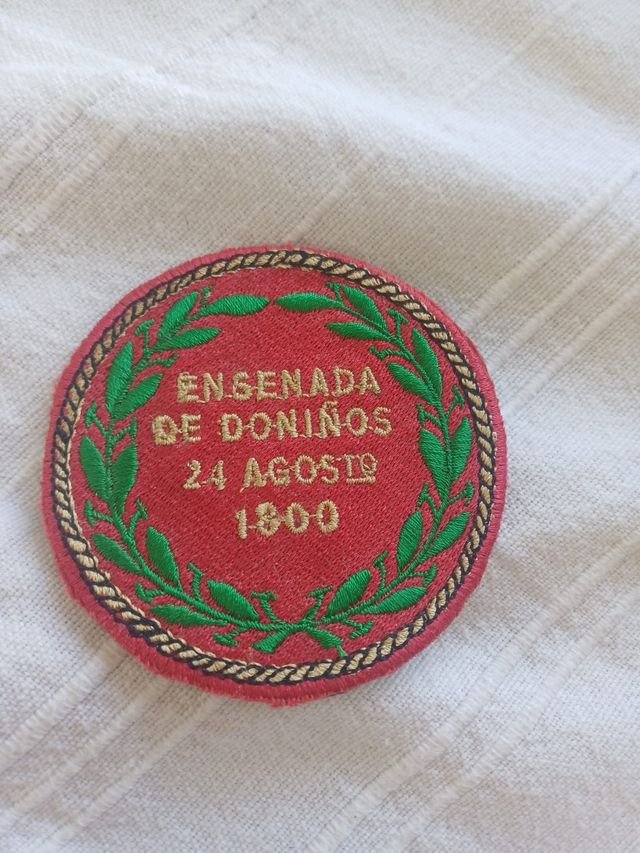 ENSENADA
DE DONIÑOS
24 AGOSTO
1800